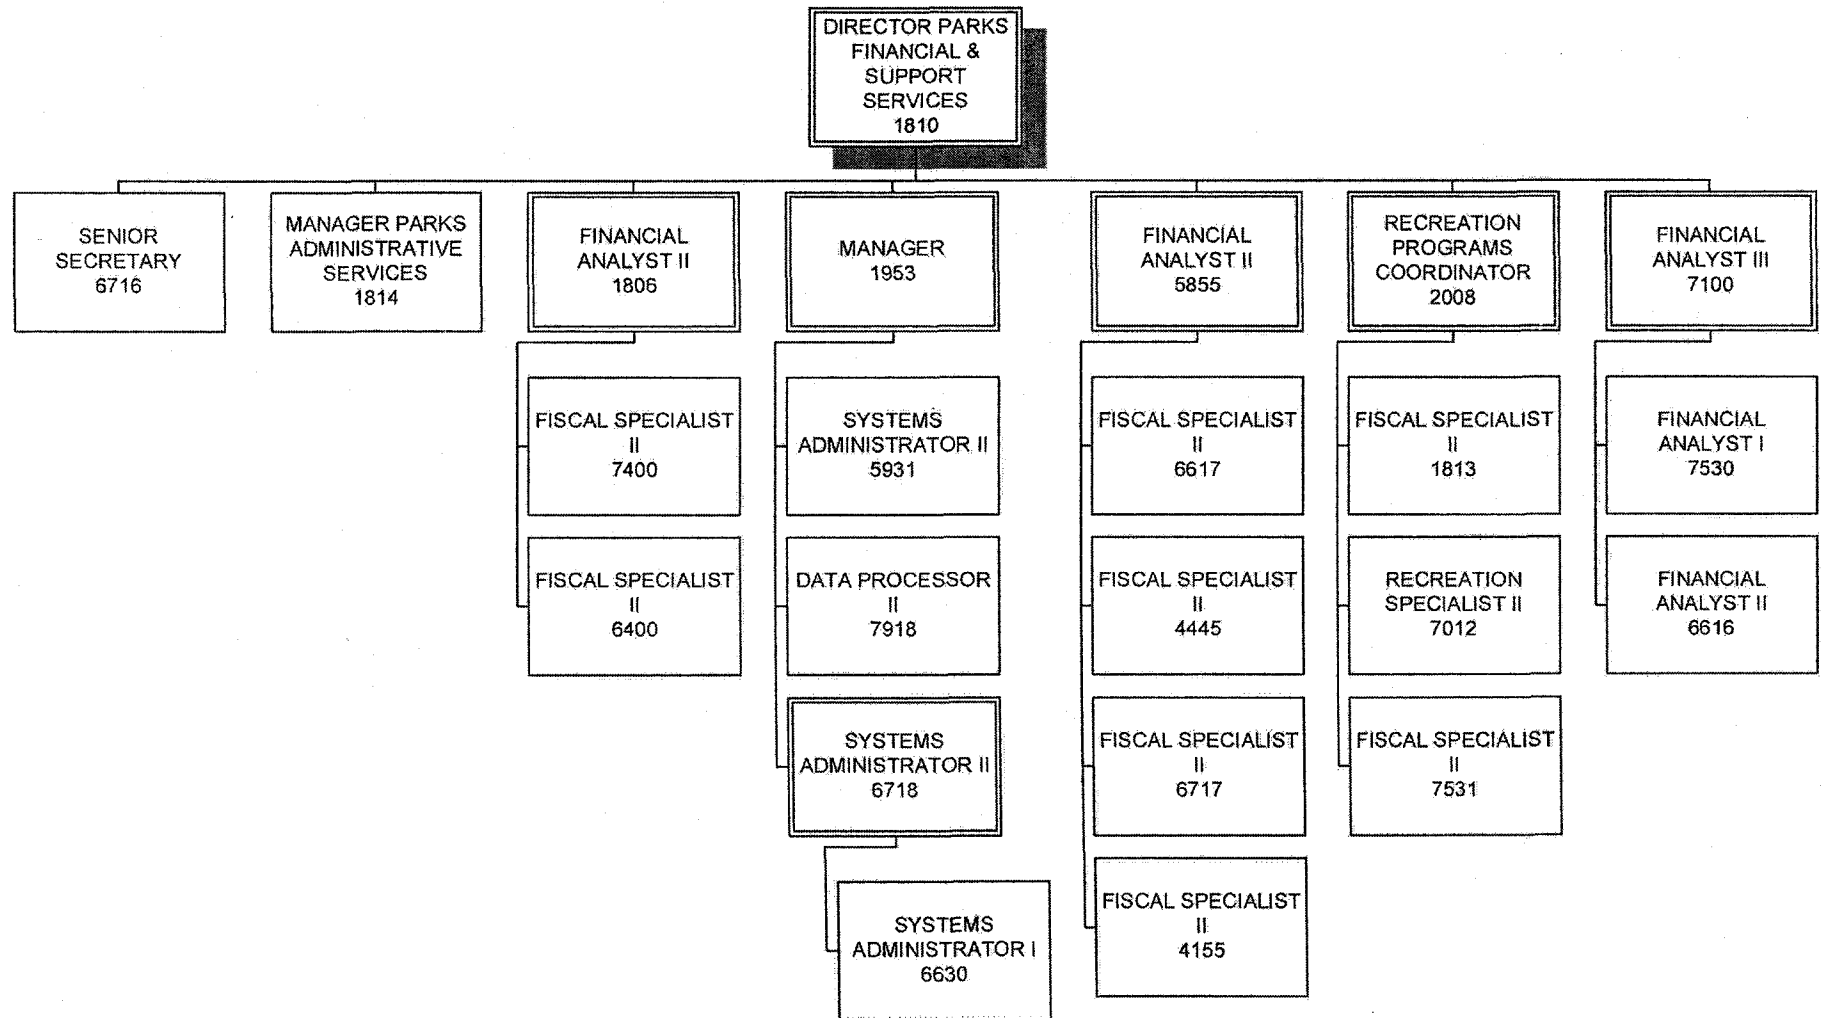 DIRECTOR PARKS
FINANCIAL &
SUPPORT
SERVICES
1810
SENIOR
SECRETARY
6716
MANAGER PARKS
ADMINISTRATIVE
SERVICES
1814
FINANCIAL
ANALYST II
1806
MANAGER
1953
FINANCIAL
ANALYST II
5855
RECREATION
PROGRAMS
COORDINATOR
2008
FINANCIAL
ANALYST III
7100
FISCAL SPECIALIST
II
7400
SYSTEMS
ADMINISTRATOR II
5931
FISCAL SPECIALIST
II
6617
FISCAL SPECIALIST
II
1813
FINANCIAL
ANALYST I
7530
FISCAL SPECIALIST
II
6400
DATA PROCESSOR
II
7918
FISCAL SPECIALIST
II
4445
RECREATION
SPECIALIST II
7012
FINANCIAL
ANALYST II
6616
SYSTEMS
ADMINISTRATOR II
6718
FISCAL SPECIALIST
II
6717
FISCAL SPECIALIST
II
7531
SYSTEMS
ADMINISTRATOR I
6630
FISCAL SPECIALIST
II
4155